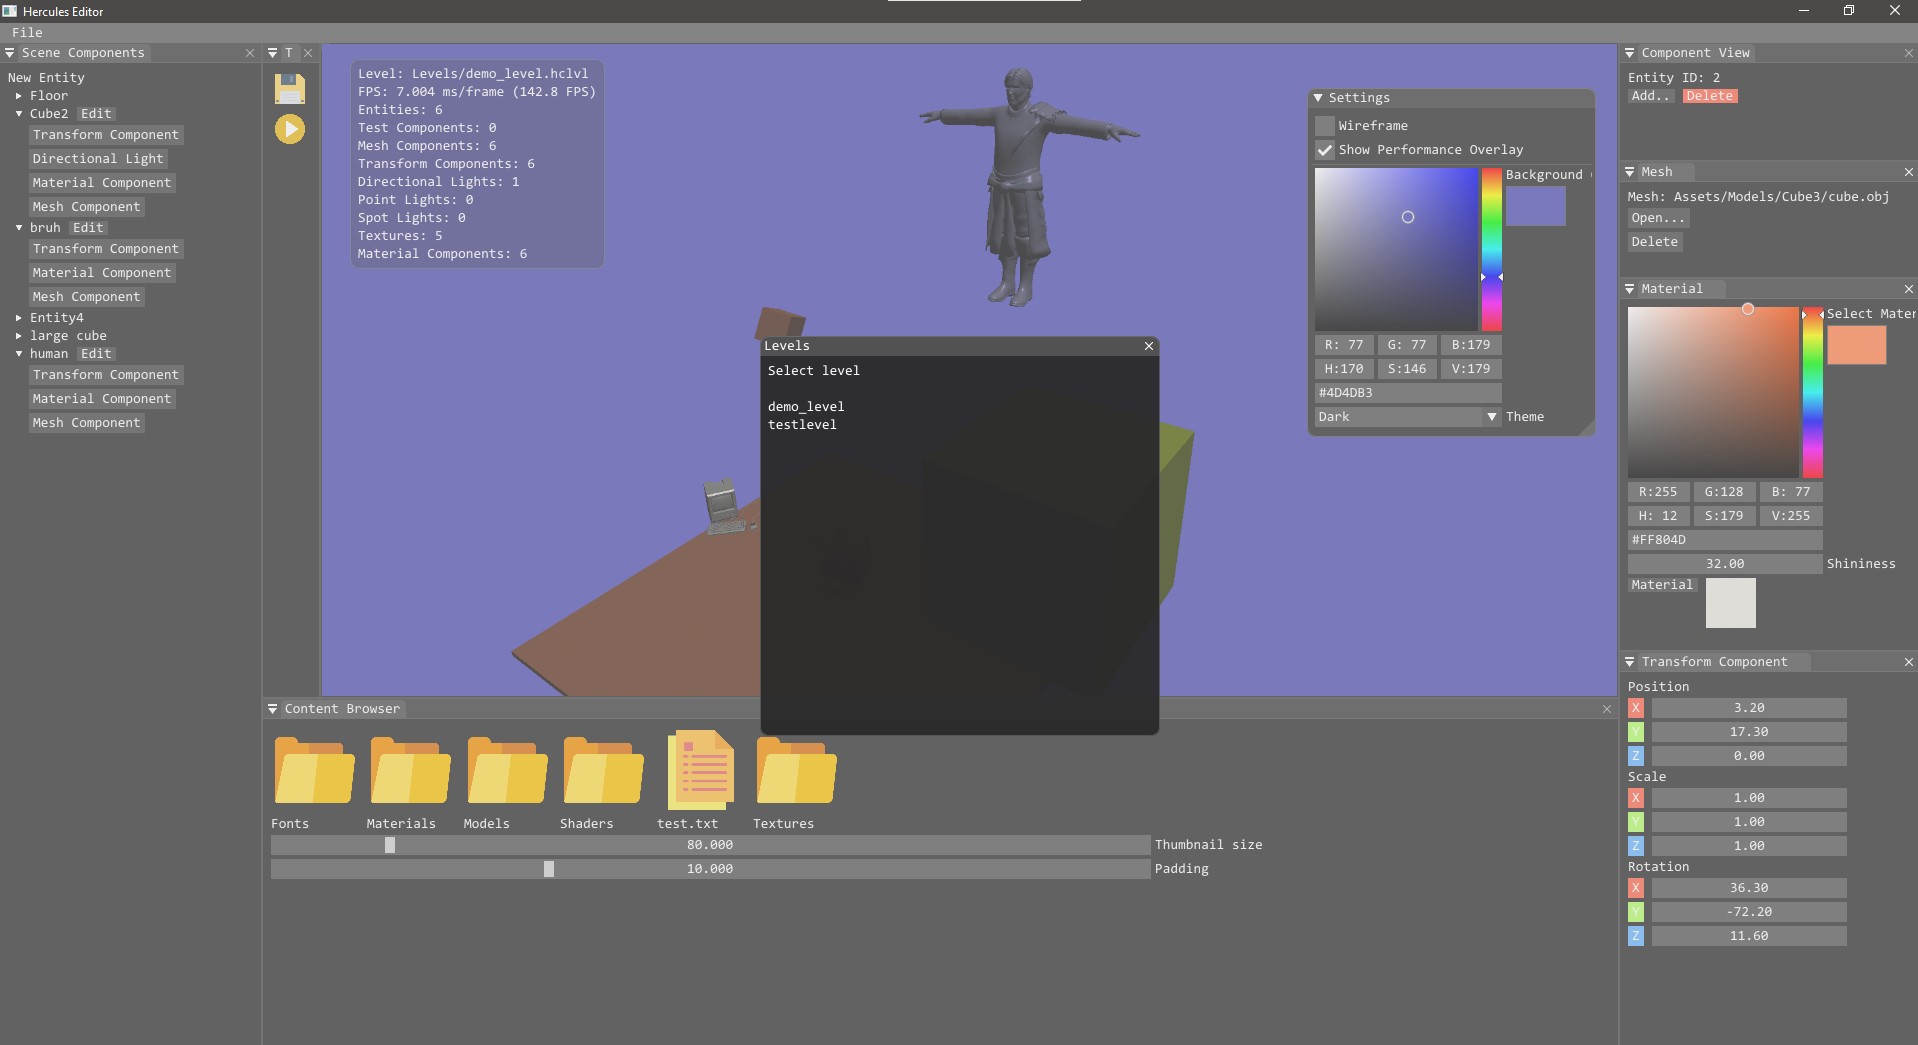 Hercules Editor
File
Scene Components
New Entity
Floor
Cube2 Edit
Transform Component
Directional Light
Material Component
Mesh Component
bruh Edit
Transform Component
Material Component
Mesh Component
Entity4
large cube
human Edit
Transform Component
Material Component
Mesh Component
T
Level: Levels/demo_level.hclvl
FPS: 7.004 ms/frame (142.8 FPS)
Entities: 6
Test Components: 0
Mesh Components: 6
Transform Components: 6
Directional Lights: 1
Point Lights: 0
Spot Lights: 0
Textures: 5
Material Components: 6
Levels
Select level
demo_level
testlevel
Settings
Wireframe
Show Performance Overlay
Background
R: 77 G: 77 B:179
H:170 S:146 V:179
#4D4DB3
Dark Theme
Content Browser
Fonts Materials Models Shaders test.txt Textures
80.000 Thumbnail size
10.000 Padding
Component View
Entity ID: 2
Add.. Delete
Mesh
Mesh: Assets/Models/Cube3/cube.obj
Open...
Delete
Material
Select Mater
R:255 G:128 B: 77
H: 12 S:179 V:255
#FF804D
32.00 Shininess
Material
Transform Component
Position
X 3.20
Y 17.30
Z 0.00
Scale
X 1.00
Y 1.00
Z 1.00
Rotation
X 36.30
Y -72.20
Z 11.60